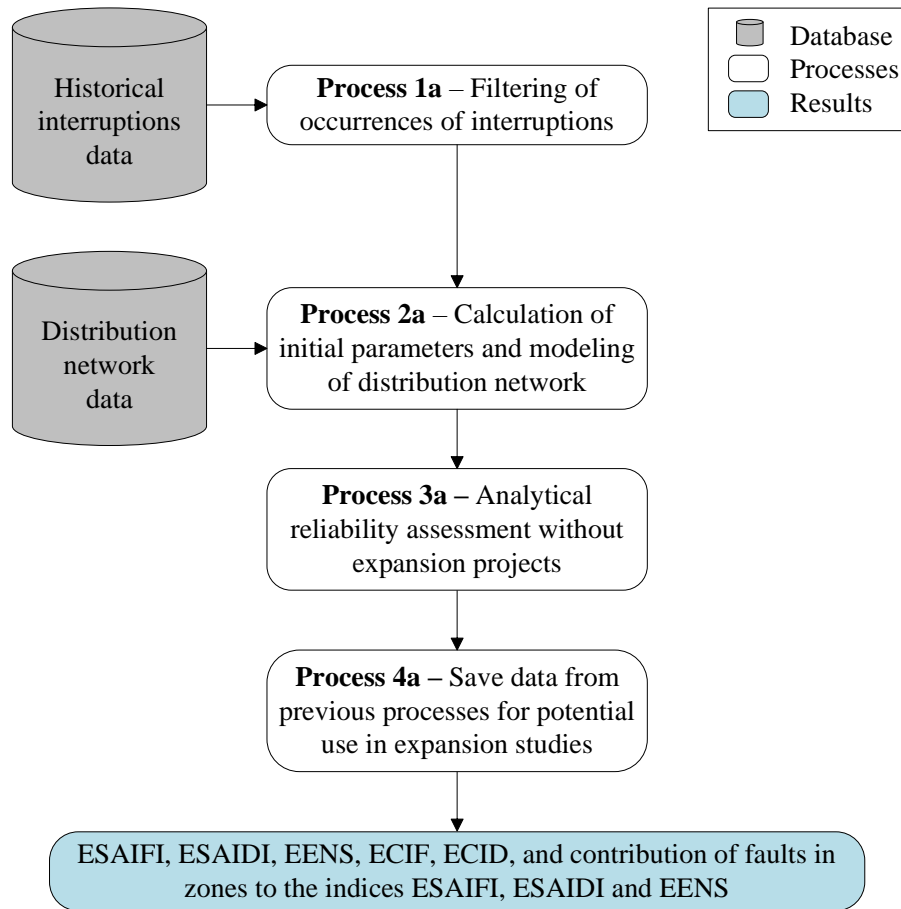 Historical
interruptions
data
Process 1a – Filtering of
occurrences of interruptions
Database
Processes
Results
Distribution
network
data
Process 2a – Calculation of
initial parameters and modeling
of distribution network
Process 3a – Analytical
reliability assessment without
expansion projects
Process 4a – Save data from
previous processes for potential
use in expansion studies
ESAIFI, ESAIDI, EENS, ECIF, ECID, and contribution of faults in
zones to the indices ESAIFI, ESAIDI and EENS